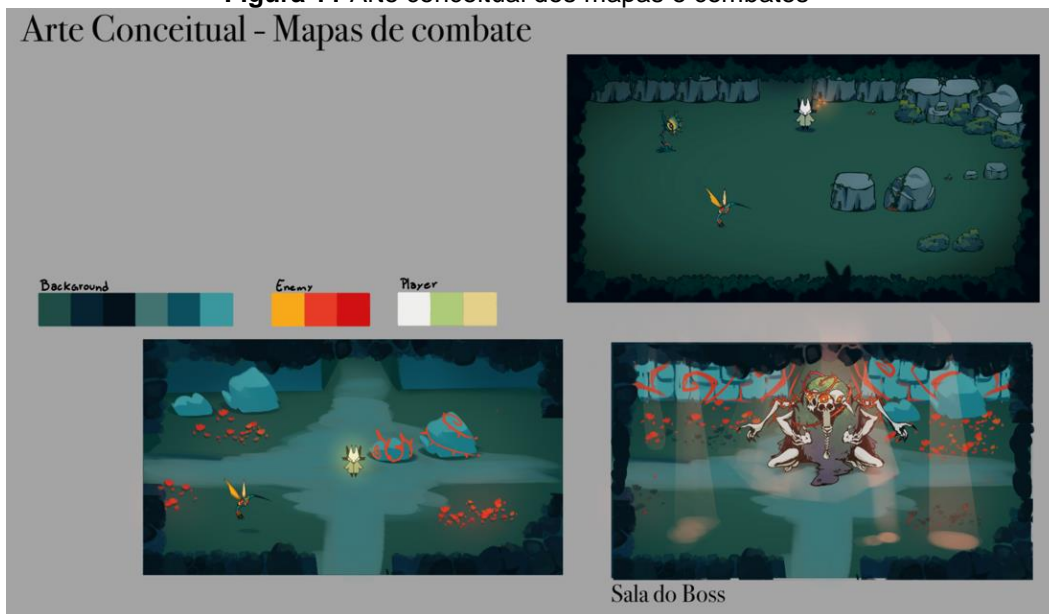 Arte Conceitual - Mapas de combate
Background
Enemy
Player
Sala do Boss